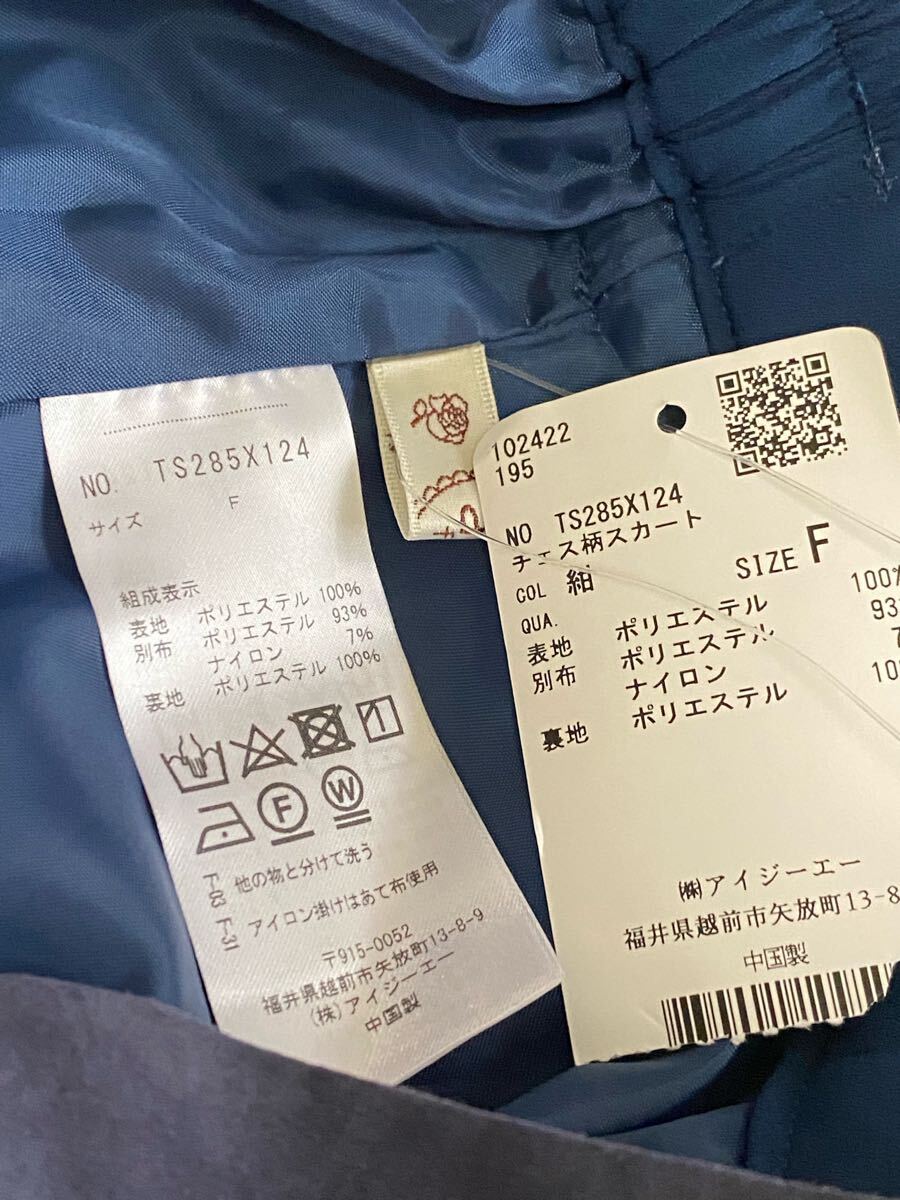 NO. TS285X124
サイズ F
組成表示
表地 ポリエステル 100%
別布 ポリエステル 93%
ナイロン 7%
裏地 ポリエステル 100%
F
W
F-03 他の物と分けて洗う
F-31 アイロン掛けはあて布使用
〒915-0052
福井県越前市矢放町13-8-9
(株)アイジーエー
中国製
102422
195
NO TS285X124
チェス柄スカート
COL 紺 SIZE F
QUA.
表地 ポリエステル 100%
別布 ポリエステル 93
ナイロン 7
裏地 ポリエステル 10
㈱アイジーエー
福井県越前市矢放町13-8
中国製